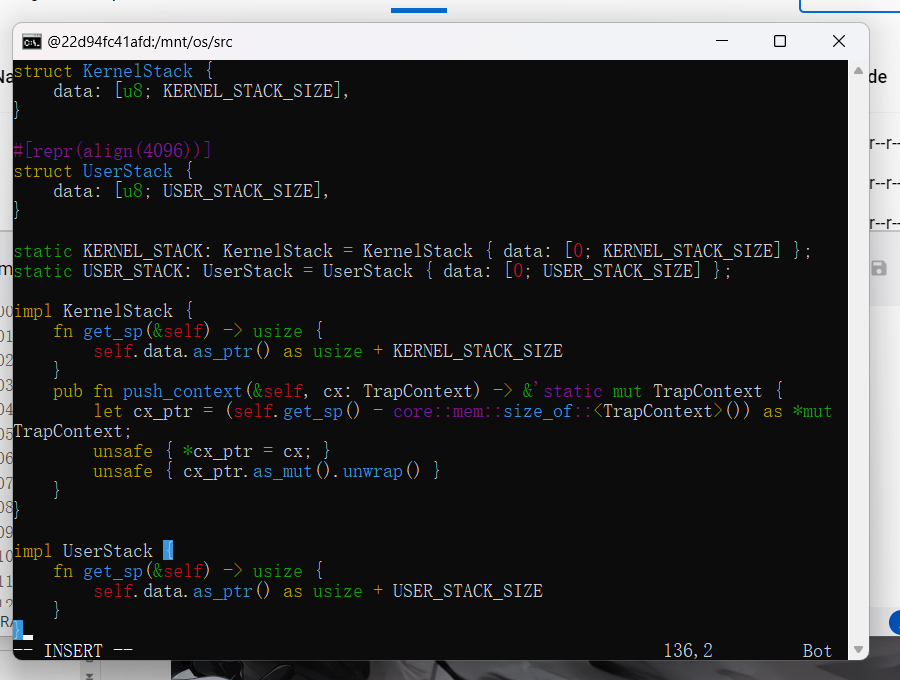 @22d94fc41afd:/mnt/os/src
struct KernelStack {
    data: [u8; KERNEL_STACK_SIZE],
}

#[repr(align(4096))]
struct UserStack {
    data: [u8; USER_STACK_SIZE],
}

static KERNEL_STACK: KernelStack = KernelStack { data: [0; KERNEL_STACK_SIZE] };
static USER_STACK: UserStack = UserStack { data: [0; USER_STACK_SIZE] };

impl KernelStack {
    fn get_sp(&self) -> usize {
        self.data.as_ptr() as usize + KERNEL_STACK_SIZE
    }
    pub fn push_context(&self, cx: TrapContext) -> &'static mut TrapContext {
        let cx_ptr = (self.get_sp() - core::mem::size_of::<TrapContext>()) as *mut
TrapContext;
        unsafe { *cx_ptr = cx; }
        unsafe { cx_ptr.as_mut().unwrap() }
    }
}

impl UserStack {
    fn get_sp(&self) -> usize {
        self.data.as_ptr() as usize + USER_STACK_SIZE
    }
}
-- INSERT -- 136,2 Bot
de
r--r--
r--r--
r--r--